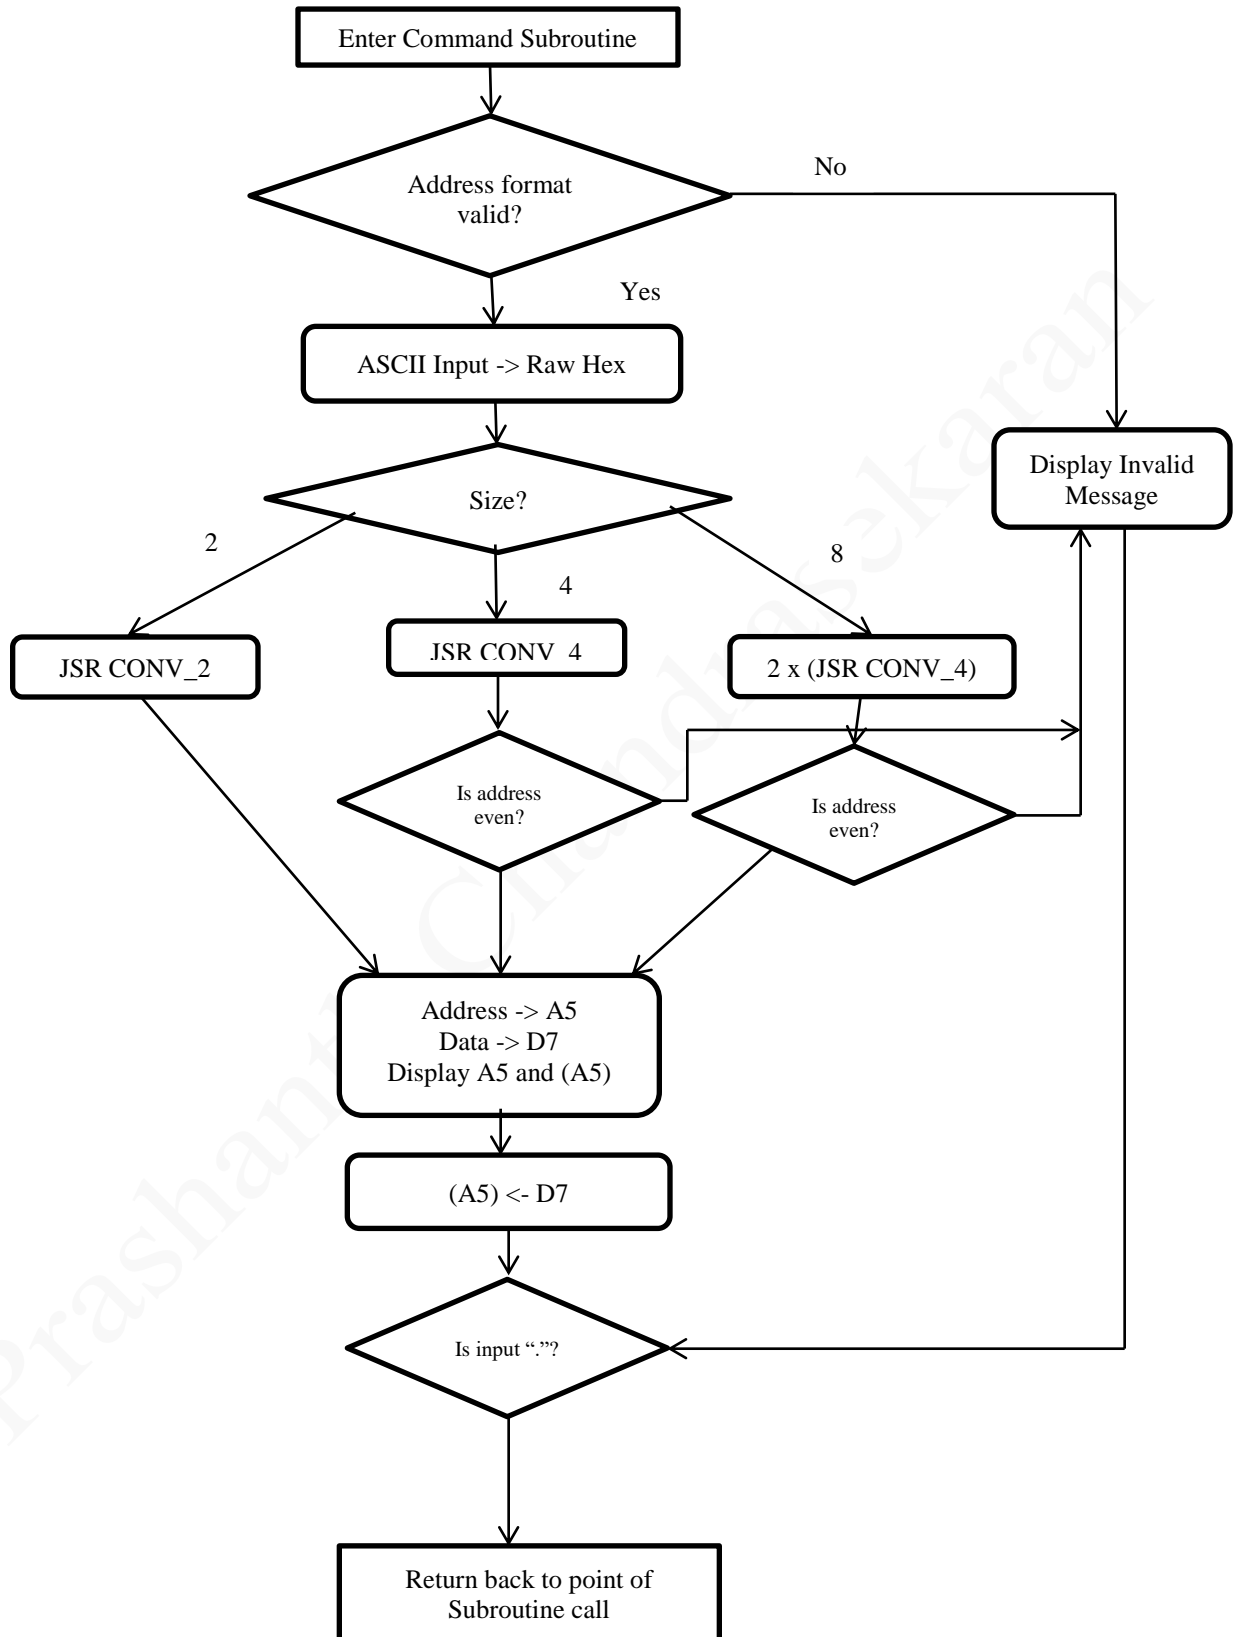 Enter Command Subroutine
Address format
valid?
No
Yes
ASCII Input -> Raw Hex
Display Invalid
Message
Size?
2
4
8
JSR CONV_2
JSR CONV_4
2 x (JSR CONV_4)
Is address
even?
Is address
even?
Address -> A5
Data -> D7
Display A5 and (A5)
(A5) <- D7
Is input “.”?
Return back to point of
Subroutine call
Prashanth Chandrasekaran